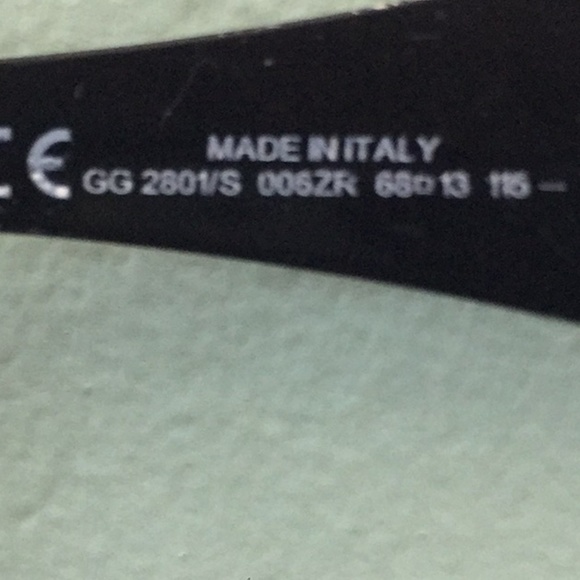 CE
MADE IN ITALY
GG 2801/S 006ZR 68□13 115